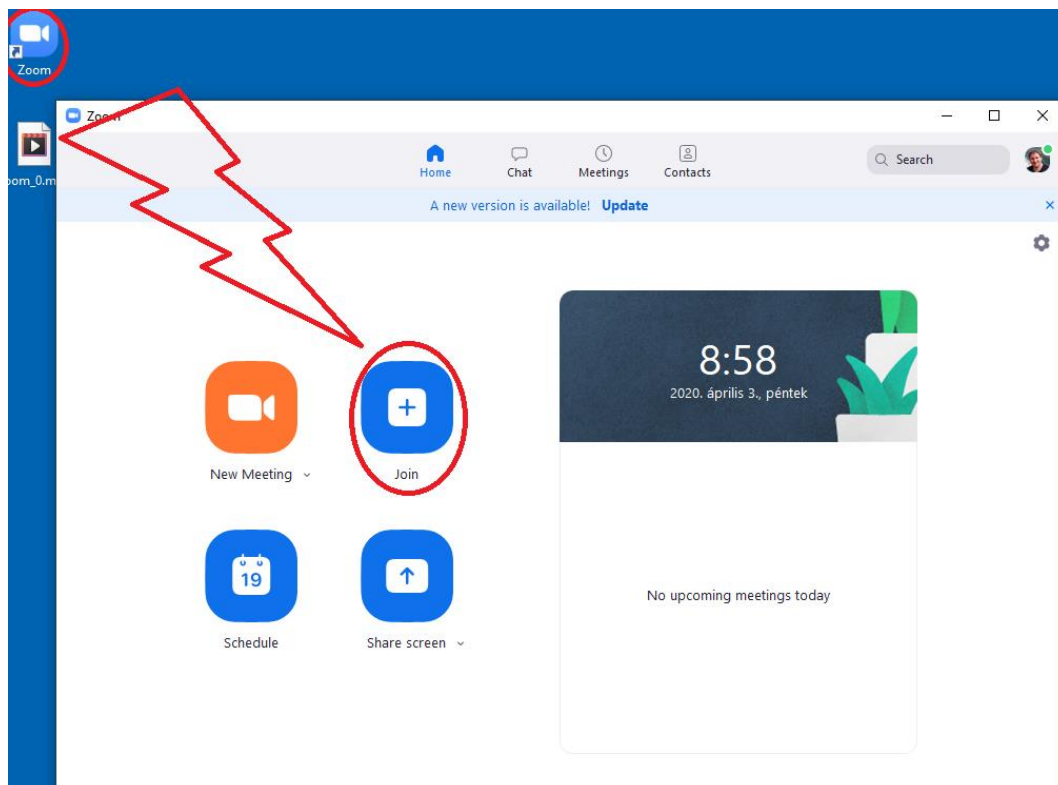 Zoom
Zoom
oom_0.m
Home
Chat
Meetings
Contacts
Search
A new version is available! Update
8:58
2020. április 3., péntek
New Meeting
Join
19
Schedule
Share screen
No upcoming meetings today